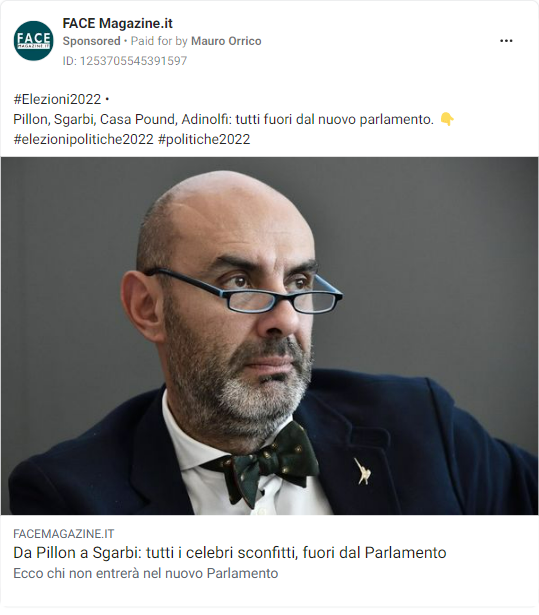 FACE Magazine.it
FACE
MAGAZINE.IT
Sponsored • Paid for by Mauro Orrico
ID: 1253705545391597
#Elezioni2022 •
Pillon, Sgarbi, Casa Pound, Adinolfi: tutti fuori dal nuovo parlamento. 👇
#elezionipolitiche2022 #politiche2022
FACEMAGAZINE.IT
Da Pillon a Sgarbi: tutti i celebri sconfitti, fuori dal Parlamento
Ecco chi non entrerà nel nuovo Parlamento